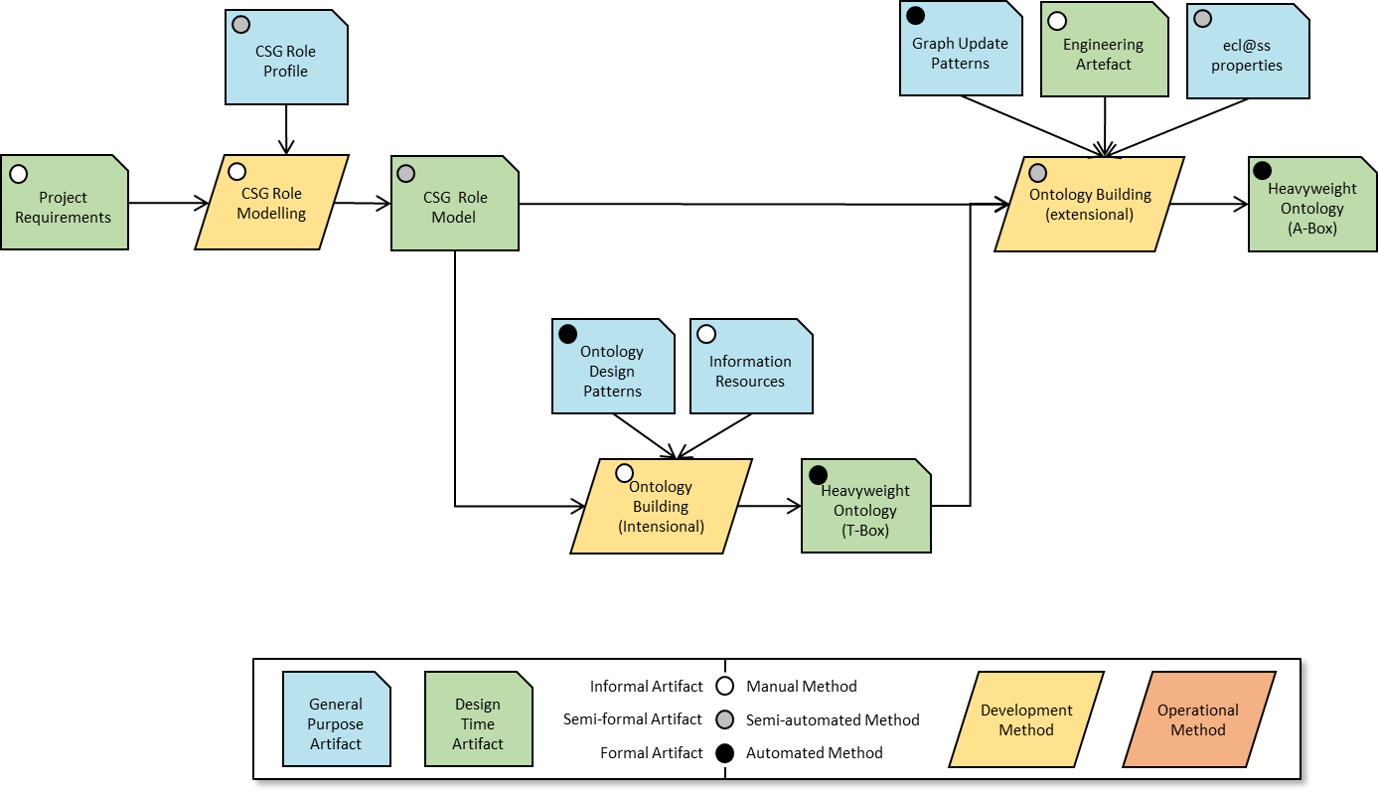 CSG Role
Profile
Graph Update
Patterns
Engineering
Artefact
ecl@ss
properties
Project
Requirements
CSG Role
Modelling
CSG Role
Model
Ontology Building
(extensional)
Heavyweight
Ontology
(A-Box)
Ontology
Design
Patterns
Information
Resources
Ontology
Building
(Intensional)
Heavyweight
Ontology
(T-Box)
General
Purpose
Artifact
Design
Time
Artifact
Informal Artifact
Manual Method
Semi-formal Artifact
Semi-automated Method
Formal Artifact
Automated Method
Development
Method
Operational
Method